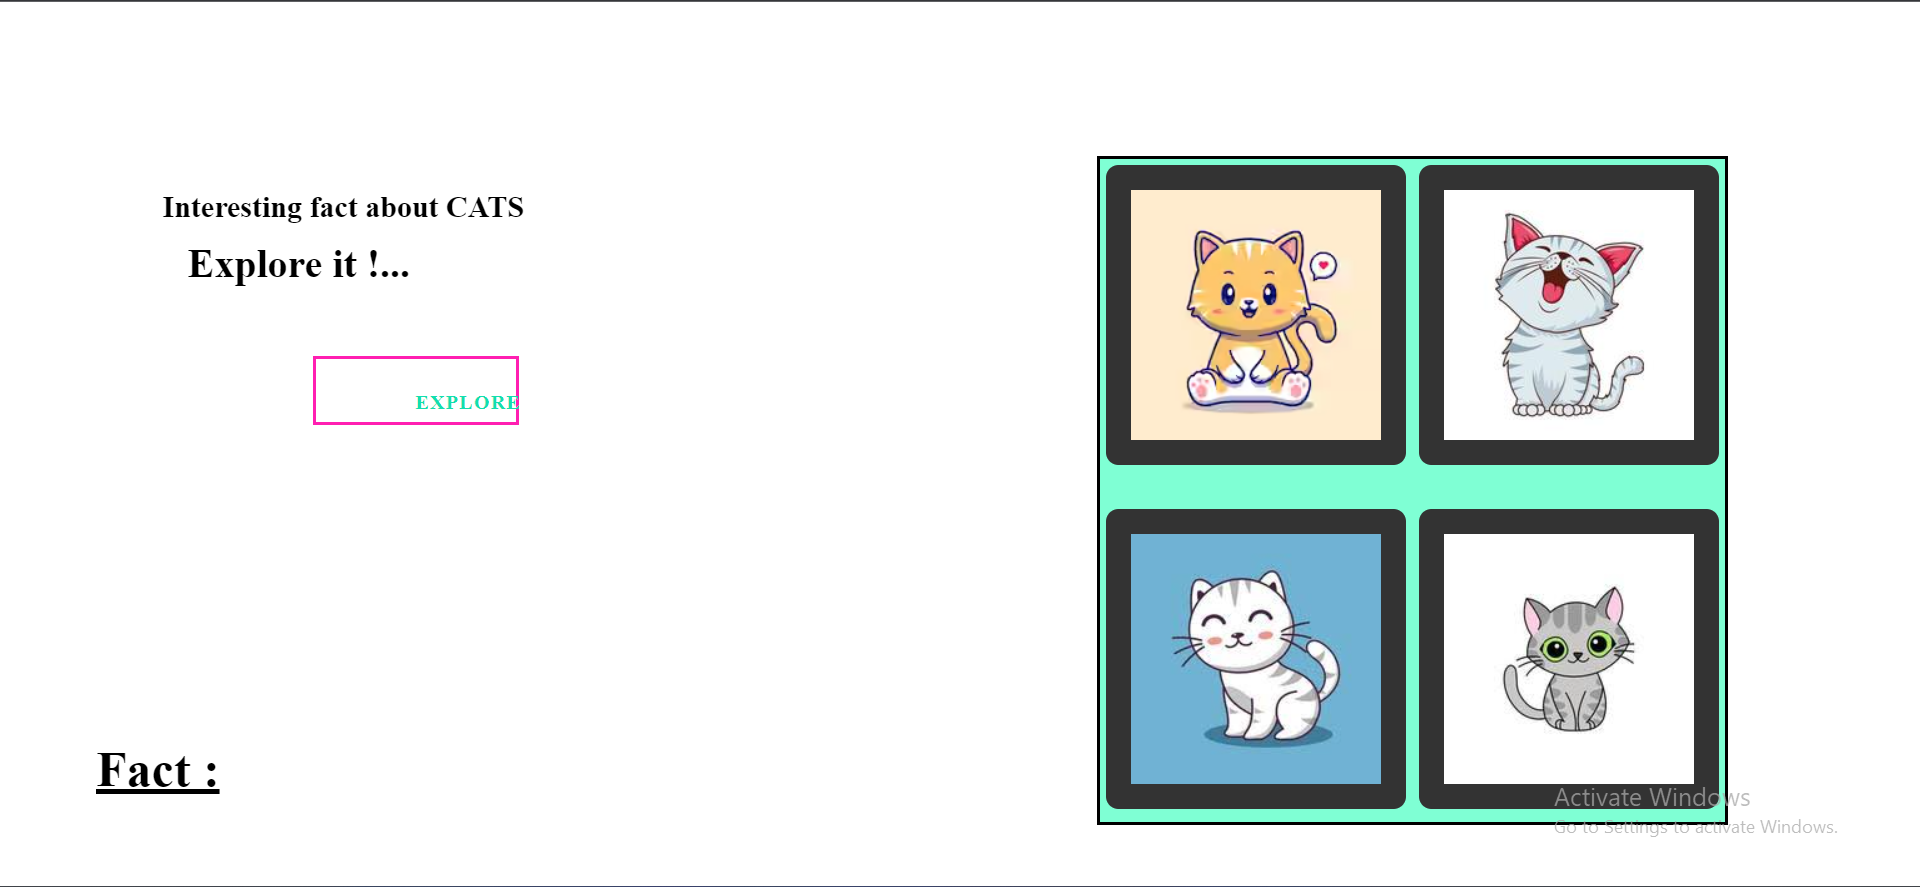 Interesting fact about CATS
Explore it !...
EXPLORE
Fact :
Activate Windows
Go to Settings to activate Windows.